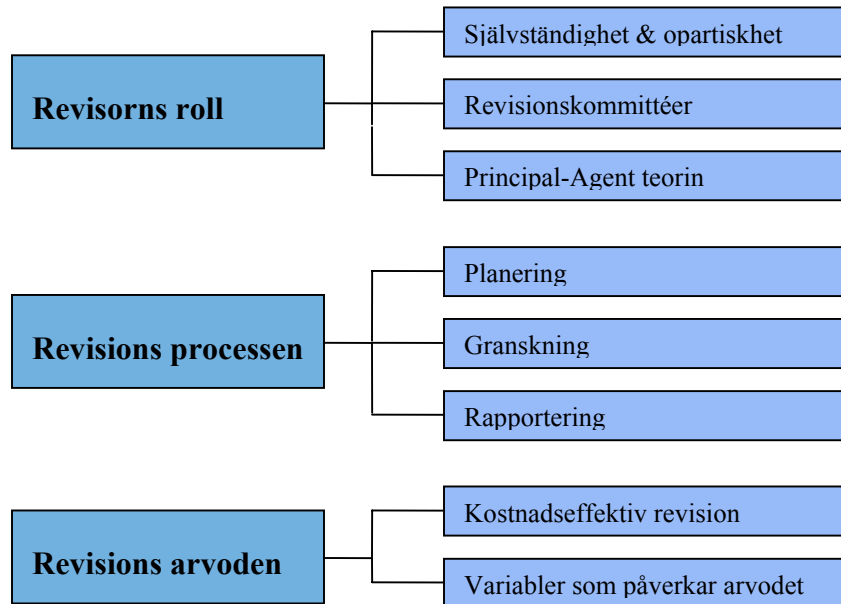 Revisorns roll
Självständighet & opartiskhet
Revisionskommittéer
Principal-Agent teorin
Revisions processen
Planering
Granskning
Rapportering
Revisions arvoden
Kostnadseffektiv revision
Variabler som påverkar arvodet